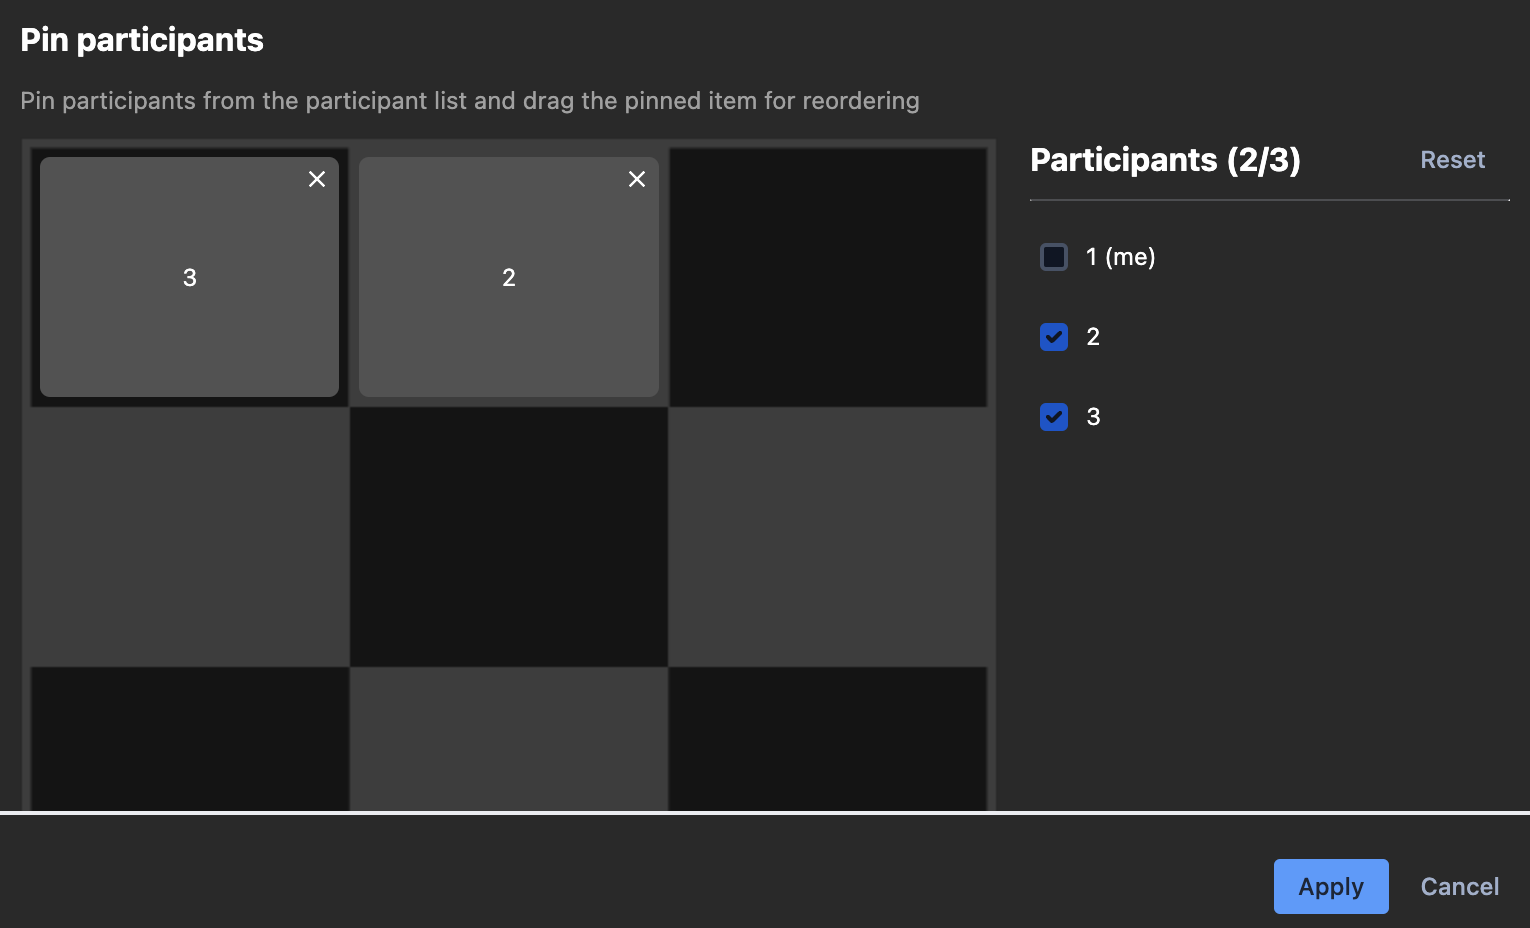 Pin participants
Pin participants from the participant list and drag the pinned item for reordering
3
2
Participants (2/3)
Reset
1 (me)
2
3
Apply
Cancel